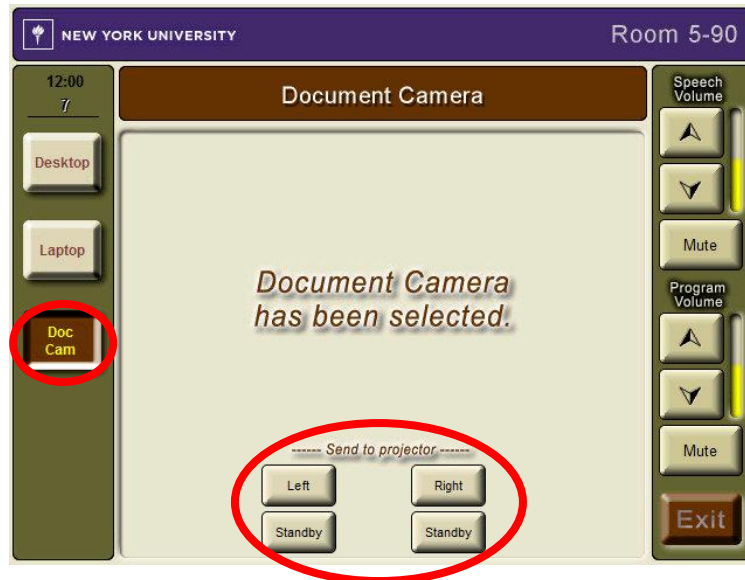 NEW YORK UNIVERSITY
Room 5-90
12:00
7
Desktop
Laptop
Doc
Cam
Document Camera
Document Camera
has been selected.
------ Send to projector ------
Left
Right
Standby
Standby
Speech
Volume
Mute
Program
Volume
Mute
Exit